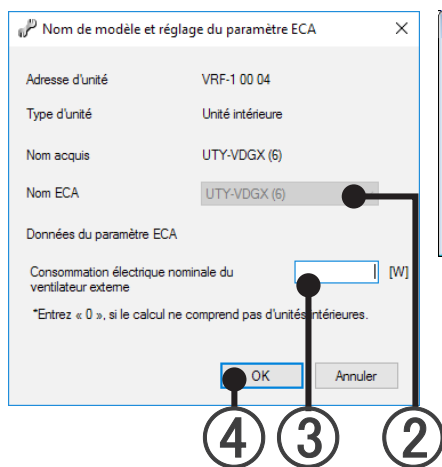 Nom de modèle et réglage du paramètre ECA
Adresse d'unité VRF-1 00 04
Type d'unité Unité intérieure
Nom acquis UTY-VDGX (6)
Nom ECA UTY-VDGX (6)
Données du paramètre ECA
Consommation électrique nominale du
ventilateur externe [W]
*Entrez « 0 », si le calcul ne comprend pas d'unités intérieures.
OK Annuler
④ ③ ②